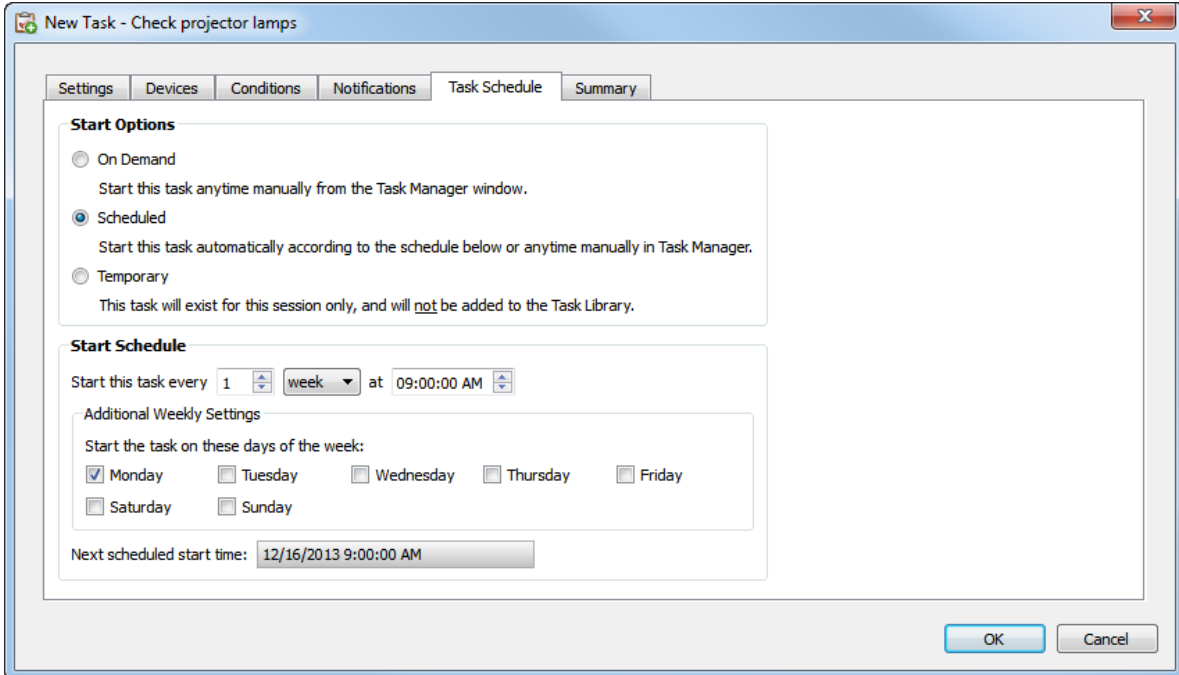 New Task - Check projector lamps
Settings Devices Conditions Notifications Task Schedule Summary
Start Options
On Demand
Start this task anytime manually from the Task Manager window.
Scheduled
Start this task automatically according to the schedule below or anytime manually in Task Manager.
Temporary
This task will exist for this session only, and will not be added to the Task Library.
Start Schedule
Start this task every 1 week at 09:00:00 AM
Additional Weekly Settings
Start the task on these days of the week:
Monday Tuesday Wednesday Thursday Friday
Saturday Sunday
Next scheduled start time: 12/16/2013 9:00:00 AM
OK Cancel